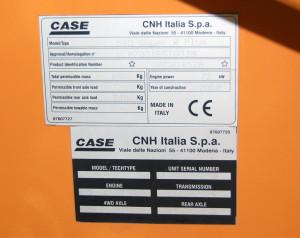 CASE CNH Italia S.p.a.
Viale delle Nazioni 55 - 41100 Modena - Italy
Model/Type
Approval/homologation n°
Product Identification Number
Total permissible mass Kg Engine power kW
Permissible front axle load Kg Year of construction
Permissible rear axle load Kg
Permissible towable mass Kg
MADE IN
ITALY
CE
87607727
87607728
CASE CNH Italia S.p.a.
Viale delle Nazioni 55 - 41100 Modena - Italy
MODEL / TECHTYPE UNIT SERIAL NUMBER
ENGINE TRANSMISSION
4WD AXLE REAR AXLE